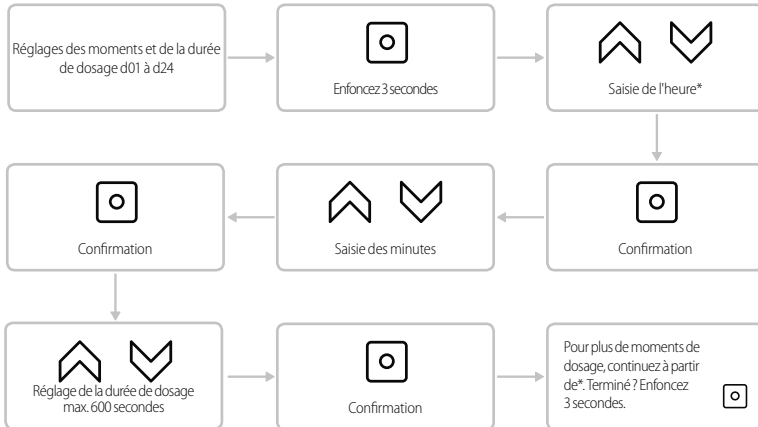 Réglages des moments et de la durée
de dosage d01 à d24
Enfoncez 3 secondes
Saisie de l'heure*
Confirmation
Saisie des minutes
Confirmation
Réglage de la durée de dosage
max. 600 secondes
Confirmation
Pour plus de moments de
dosage, continuez à partir
de*. Terminé ? Enfoncez
3 secondes.